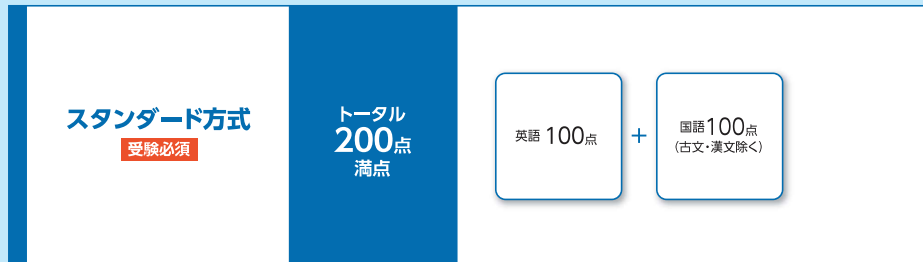 スタンダード方式
受験必須
トータル
200点
満点
英語 100点
+
国語100点
(古文・漢文除く)